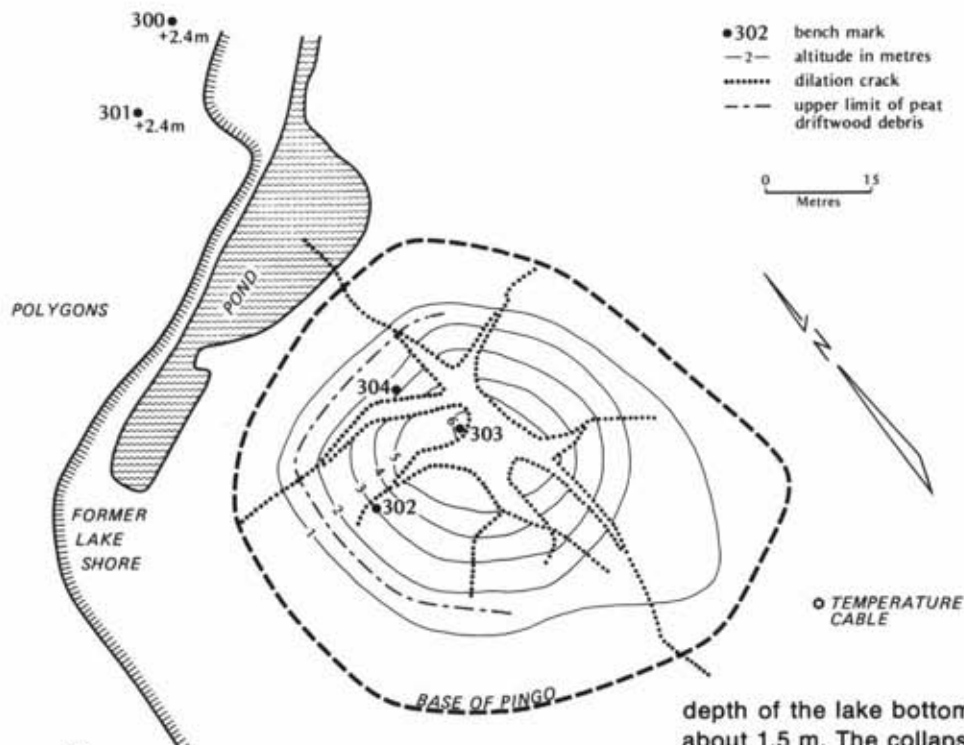 300
+2.4m
301
+2.4m
302 bench mark
—2— altitude in metres
dilation crack
upper limit of peat
driftwood debris
0 15
Metres
N
POLYGONS
POND
304
6
303
5
4
3
302
2
1
FORMER
LAKE
SHORE
TEMPERATURE
CABLE
BASE OF PINGO
depth of the lake bottom
about 1.5 m. The collaps